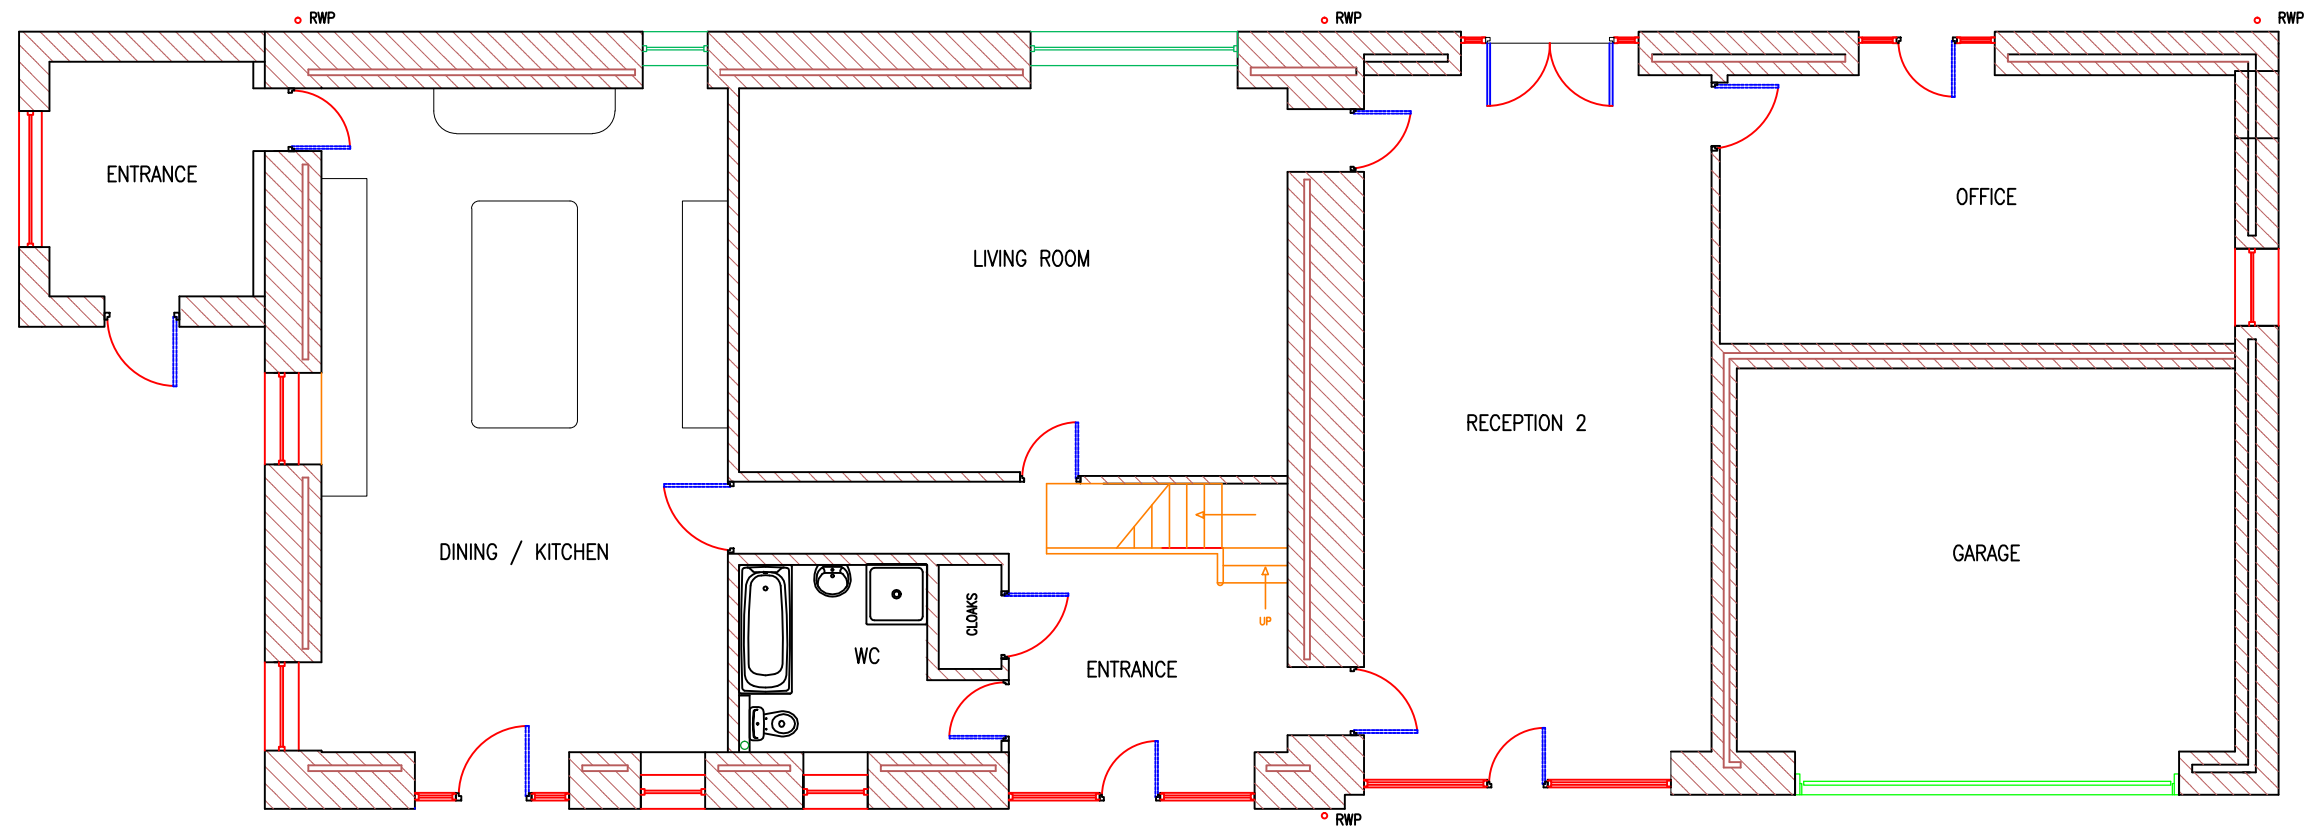 RWP
RWP
RWP
ENTRANCE
OFFICE
LIVING ROOM
RECEPTION 2
DINING / KITCHEN
GARAGE
CLOAKS
UP
WC
ENTRANCE
RWP